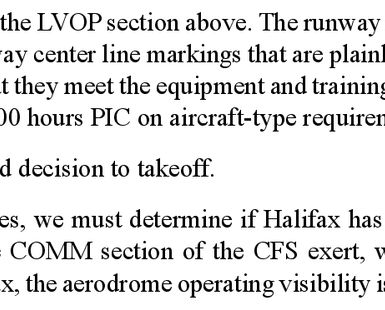 the LVOP section above. The runway
way center line markings that are plainl
t they meet the equipment and training
00 hours PIC on aircraft-type requiren
d decision to takeoff.
es, we must determine if Halifax has
COMM section of the CFS exert, w
x, the aerodrome operating visibility is